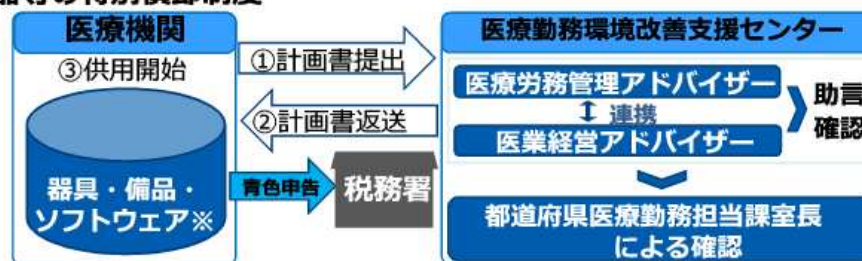 医療機関
③供用開始
器具・備品・
ソフトウェア※
①計画書提出
②計画書返送
青色申告
税務署
医療勤務環境改善支援センター
医療労務管理アドバイザー
連携
医業経営アドバイザー
助言
確認
都道府県医療勤務担当課室長
による確認